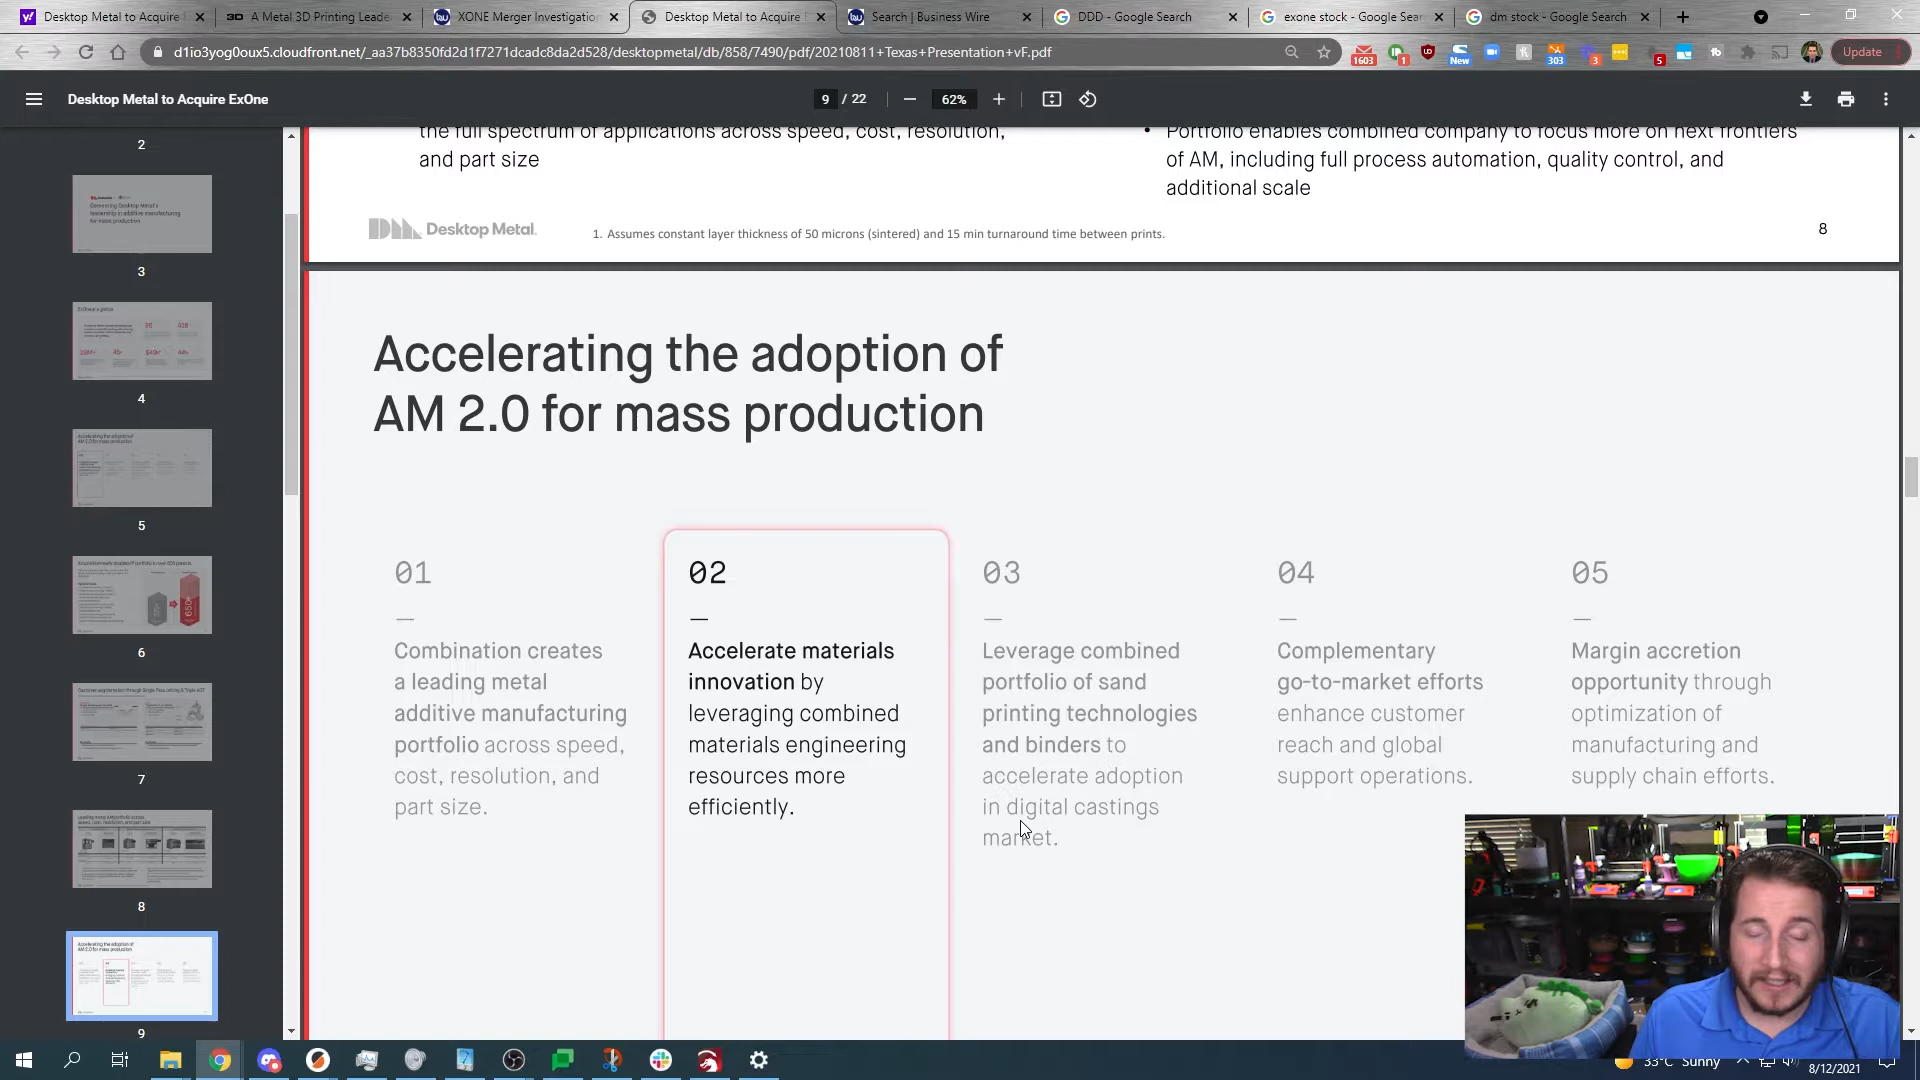 Desktop Metal to Acquire
A Metal 3D Printing Leade
XONE Merger Investigation
Desktop Metal to Acquire
Search | Business Wire
DDD - Google Search
exone stock - Google Sear
dm stock - Google Search
d1io3yog0oux5.cloudfront.net/_aa37b8350fd2d1f7271dcadc8da2d528/desktopmetal/db/858/7490/pdf/20210811+Texas+Presentation+vF.pdf
1603
1
New
303
3
5
Update
Desktop Metal to Acquire ExOne
9 / 22
62%
2
3
4
5
6
7
8
9
the full spectrum of applications across speed, cost, resolution,
and part size
• Portfolio enables combined company to focus more on next frontiers
of AM, including full process automation, quality control, and
additional scale
Desktop Metal.
1. Assumes constant layer thickness of 50 microns (sintered) and 15 min turnaround time between prints.
8
Accelerating the adoption of
AM 2.0 for mass production
01
—
Combination creates
a leading metal
additive manufacturing
portfolio across speed,
cost, resolution, and
part size.
02
—
Accelerate materials
innovation by
leveraging combined
materials engineering
resources more
efficiently.
03
—
Leverage combined
portfolio of sand
printing technologies
and binders to
accelerate adoption
in digital castings
market.
04
—
Complementary
go-to-market efforts
enhance customer
reach and global
support operations.
05
—
Margin accretion
opportunity through
optimization of
manufacturing and
supply chain efforts.
33°C Sunny
8/12/2021